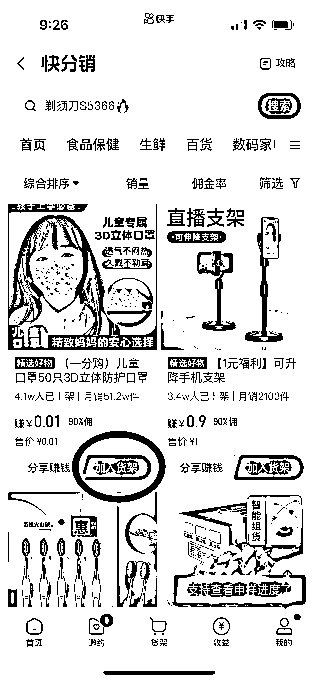 9:26
快手
快分销
攻略
剃须刀S5366
搜索
首页 食品保健 生鲜 百货 数码家
综合排序 销量 佣金率 筛选
儿童专属
3D立体口罩
透气不闷热
久戴不勒耳
精致妈妈的安心选择
直播支架
可伸缩支架
精选好物 (一分购) 儿童
口罩50只3D立体防护口罩
4.1w人已上架 | 月销51.2w件
赚¥0.01 90%佣
售价 ¥0.01
分享赚钱 加入货架
精选好物 【1元福利】可升
降手机支架
3.4w人已上架 | 月销2103件
赚¥0.9 90%佣
售价 ¥1
分享赚钱 加入货架
惠
智能组货
支持查看申样进度
首页 邀约 货架 收益 我的